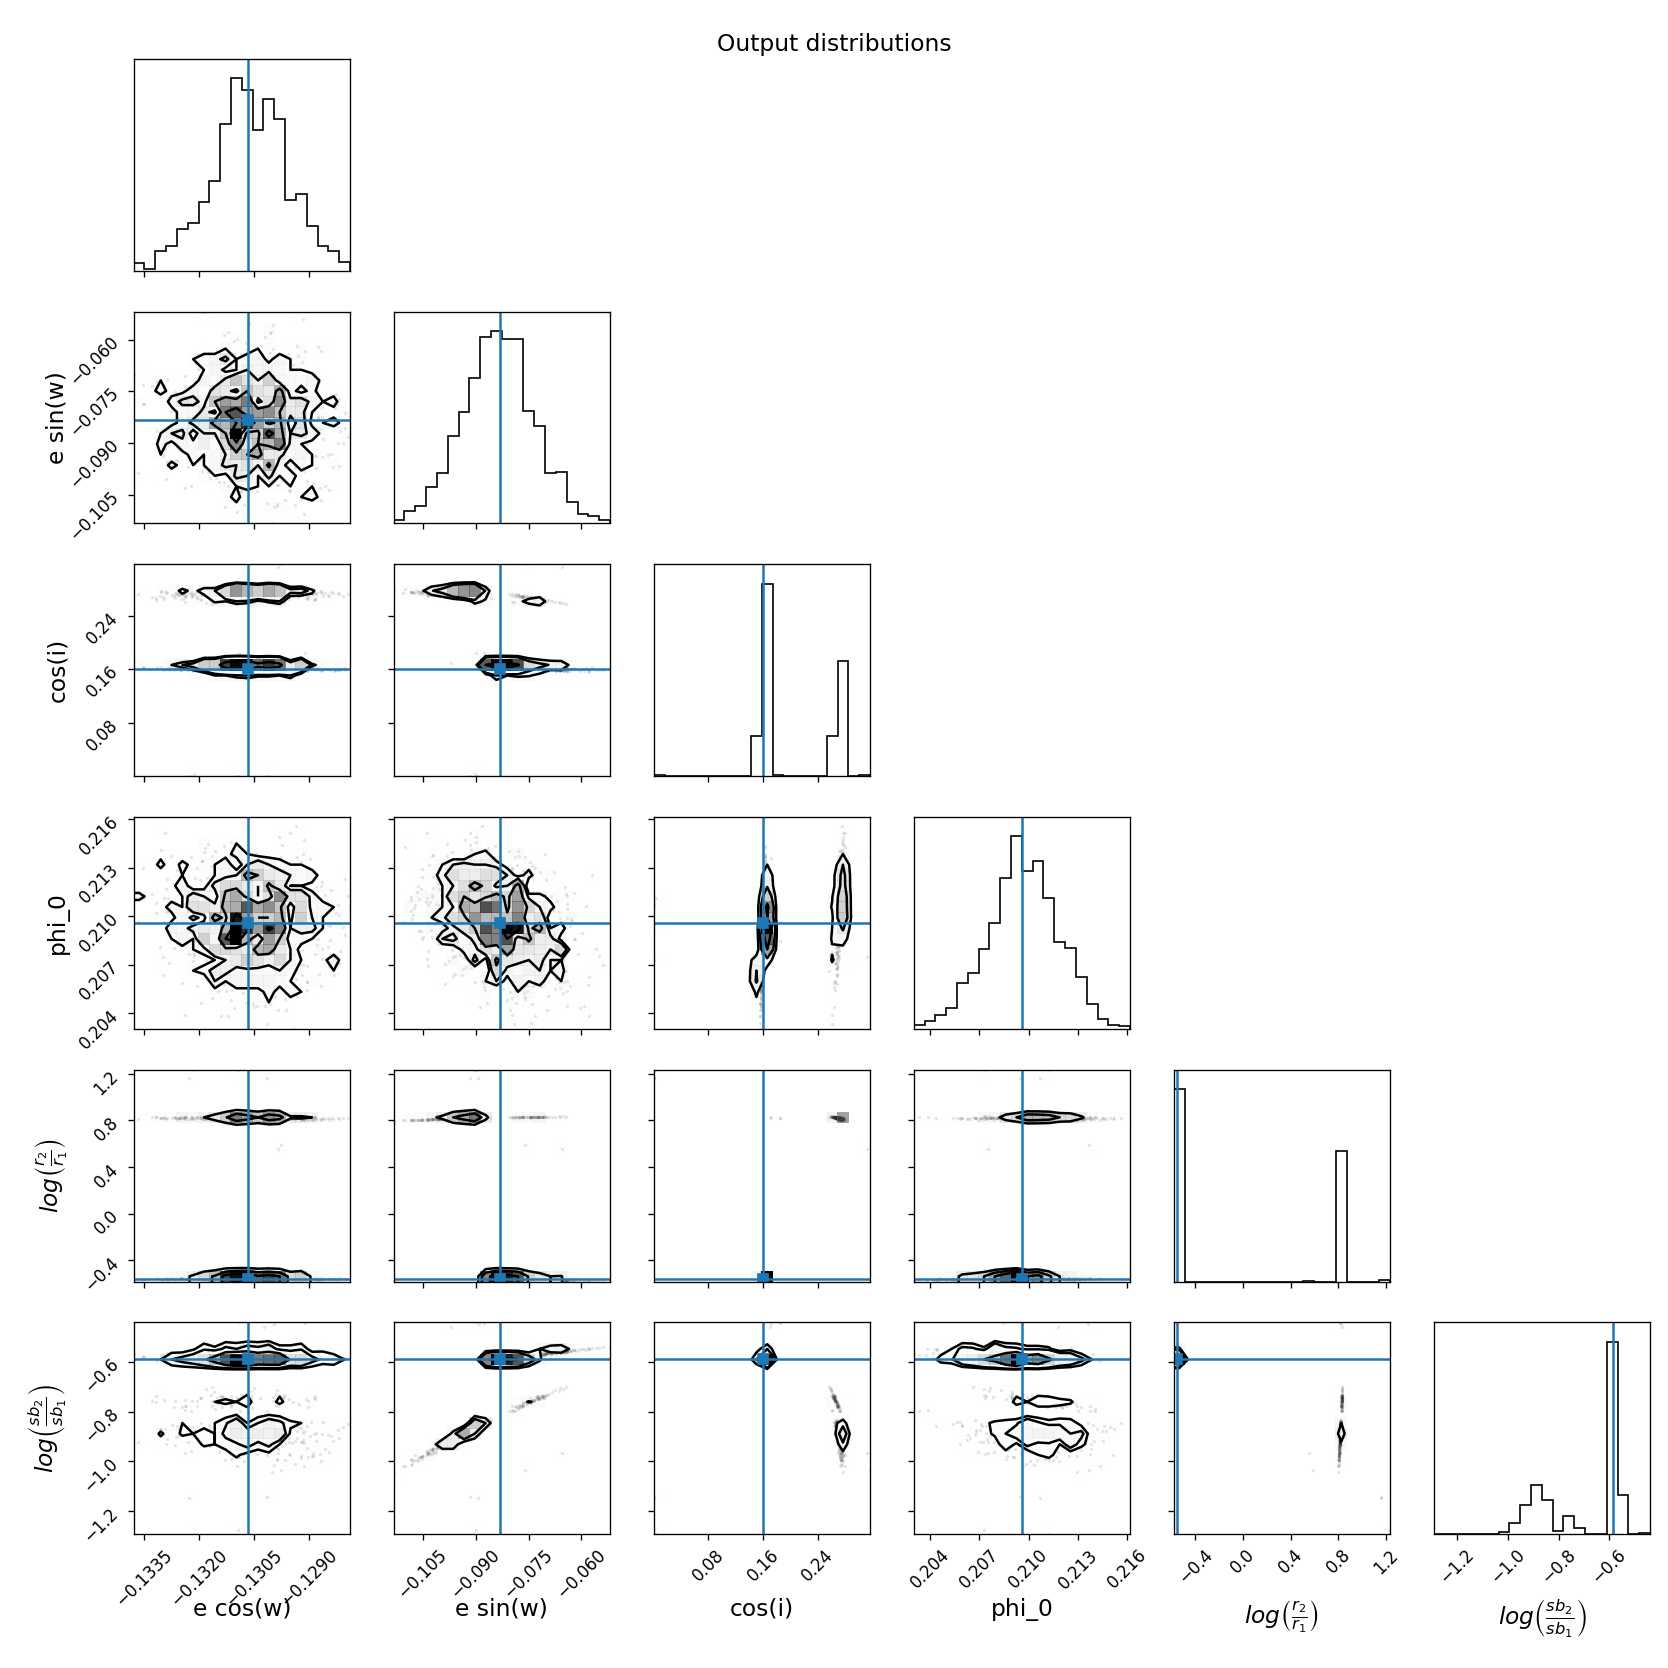 Output distributions
−0.060
−0.075
−0.090
−0.105
e sin(w)
0.24
0.16
0.08
cos(i)
0.216
0.213
0.210
0.207
0.204
phi_0
1.2
0.8
0.4
0.0
−0.4
log(r₂/r₁)
−0.6
−0.8
−1.0
−1.2
log(sb₂/sb₁)
−0.1335 −0.1320 −0.1305 −0.1290
−0.105 −0.090 −0.075 −0.060
0.08 0.16 0.24
0.204 0.207 0.210 0.213 0.216
−0.4 0.0 0.4 0.8 1.2
−1.2 −1.0 −0.8 −0.6
e cos(w) e sin(w) cos(i) phi_0 log(r₂/r₁) log(sb₂/sb₁)